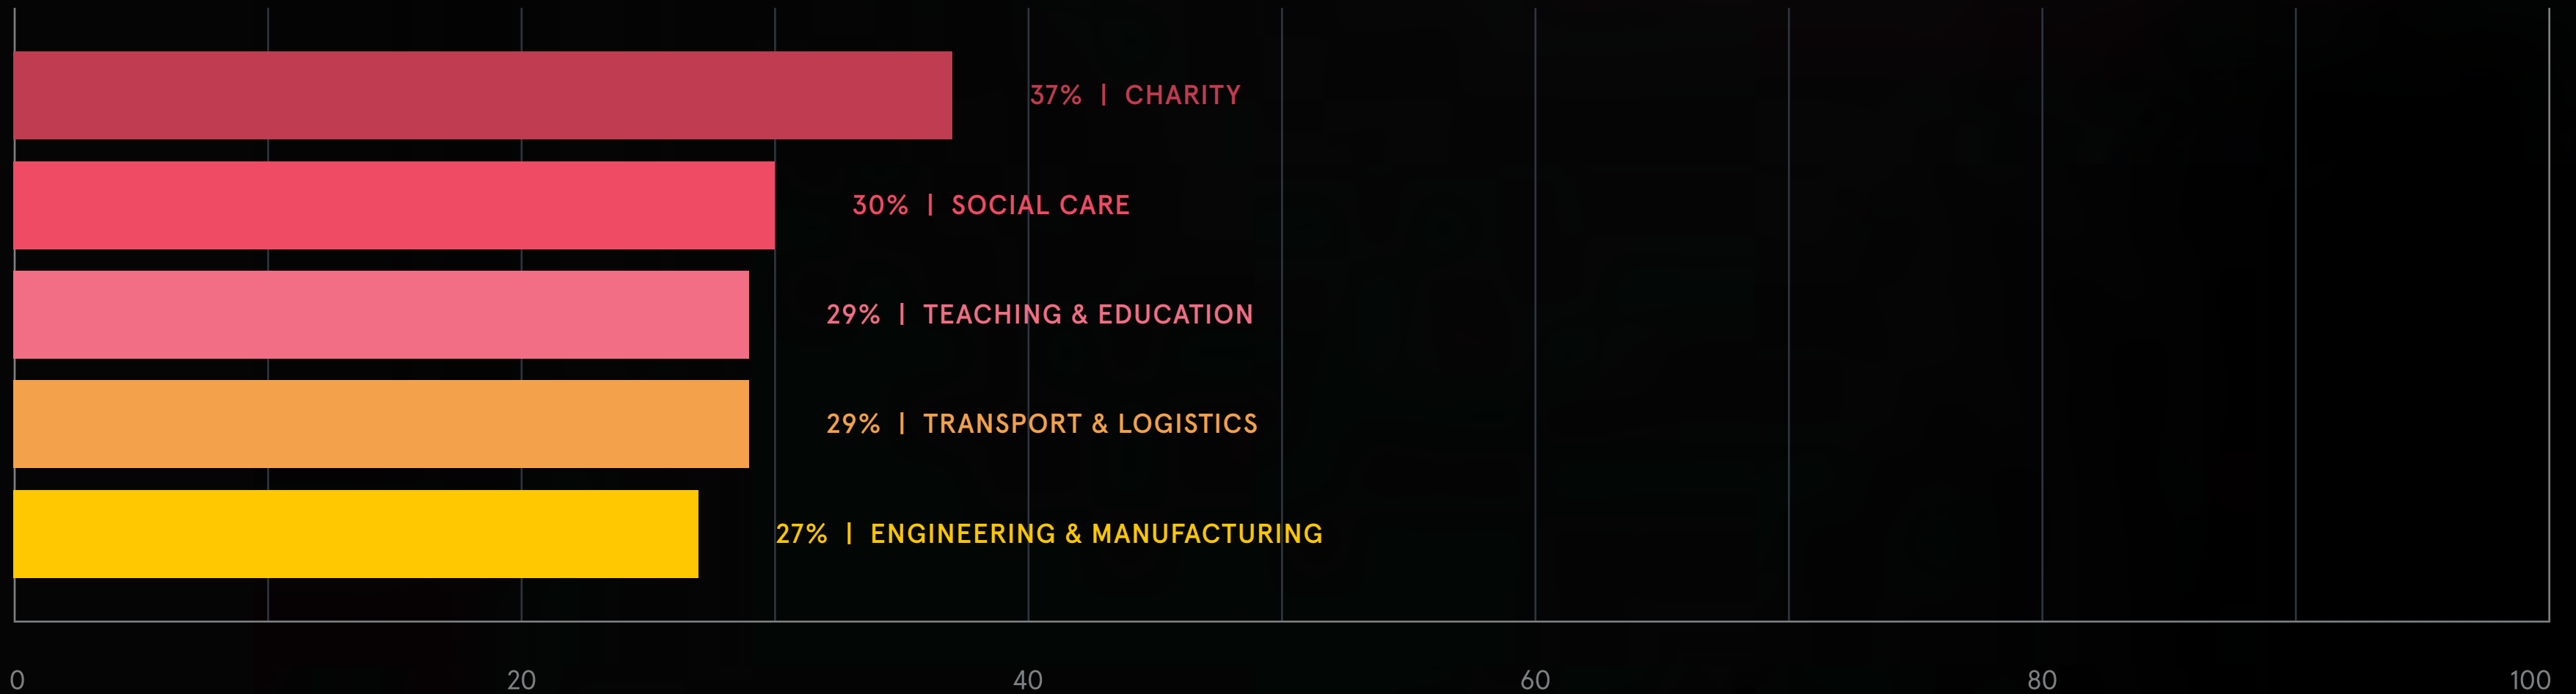 37% | CHARITY
30% | SOCIAL CARE
29% | TEACHING & EDUCATION
29% | TRANSPORT & LOGISTICS
27% | ENGINEERING & MANUFACTURING
0 20 40 60 80 100